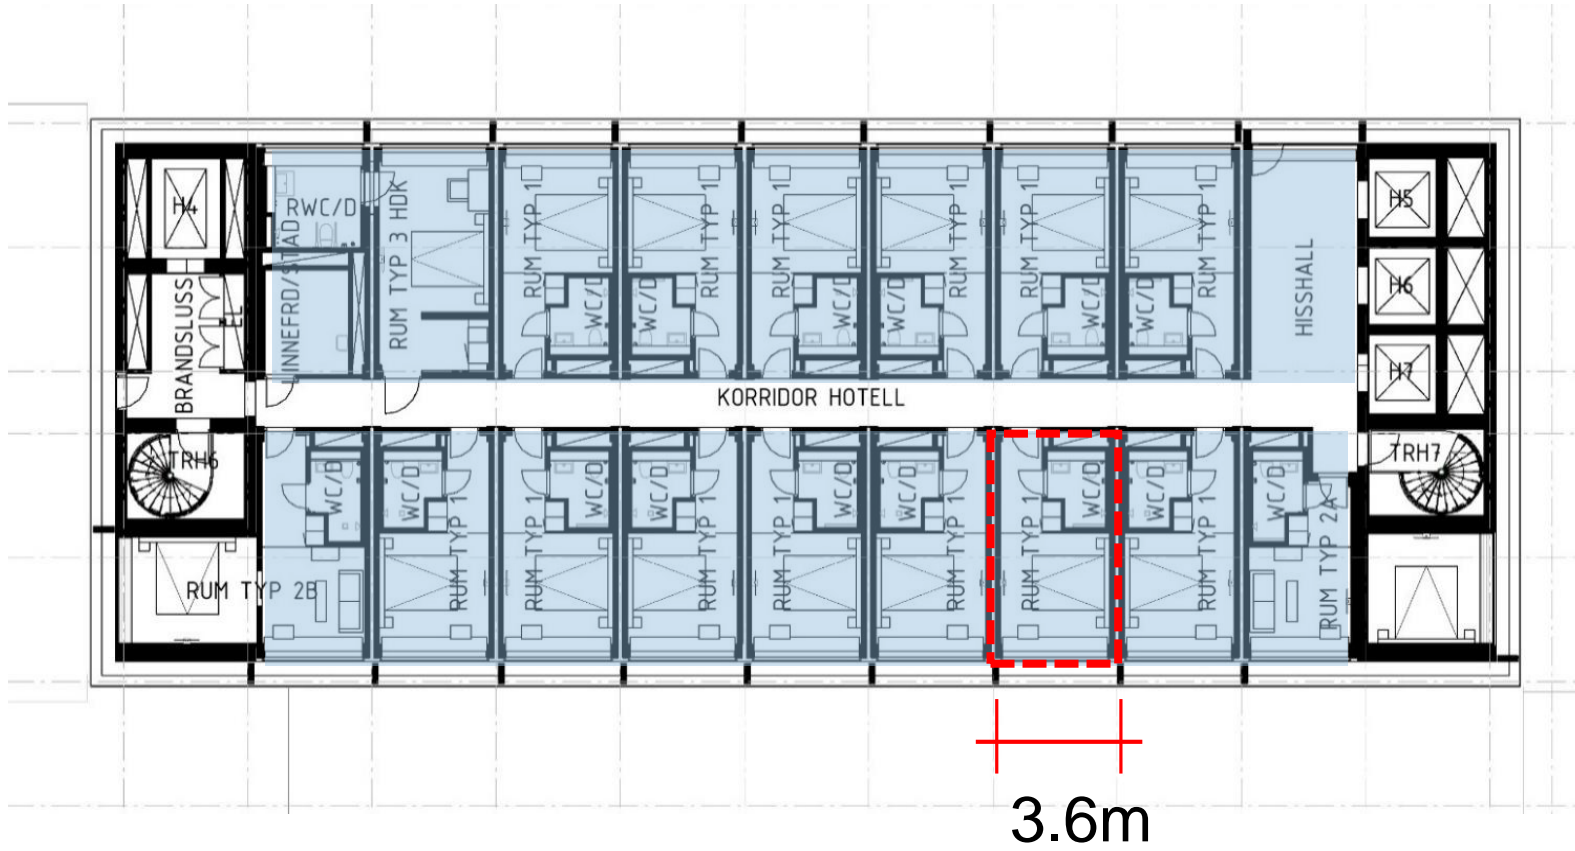 H4
RWC/D
LINNEFRD/STÄD
RUM TYP 3 HDK
RUM TYP 1
WC/D
WC/D
RUM TYP 1
RUM TYP 1
WC/D
WC/D
RUM TYP 1
RUM TYP 1
WC/D
WC/D
RUM TYP 1
HISSHALL
H5
H6
H7
BRANDSLUSS
EL
KORRIDOR HOTELL
TRH6
WC/D
WC/D
RUM TYP 1
RUM TYP 1
WC/D
WC/D
RUM TYP 1
RUM TYP 1
WC/D
WC/D
RUM TYP 1
RUM TYP 1
WC/D
WC/D
RUM TYP 1
WC/D
RUM TYP 2A
TRH7
RUM TYP 2B
3.6m